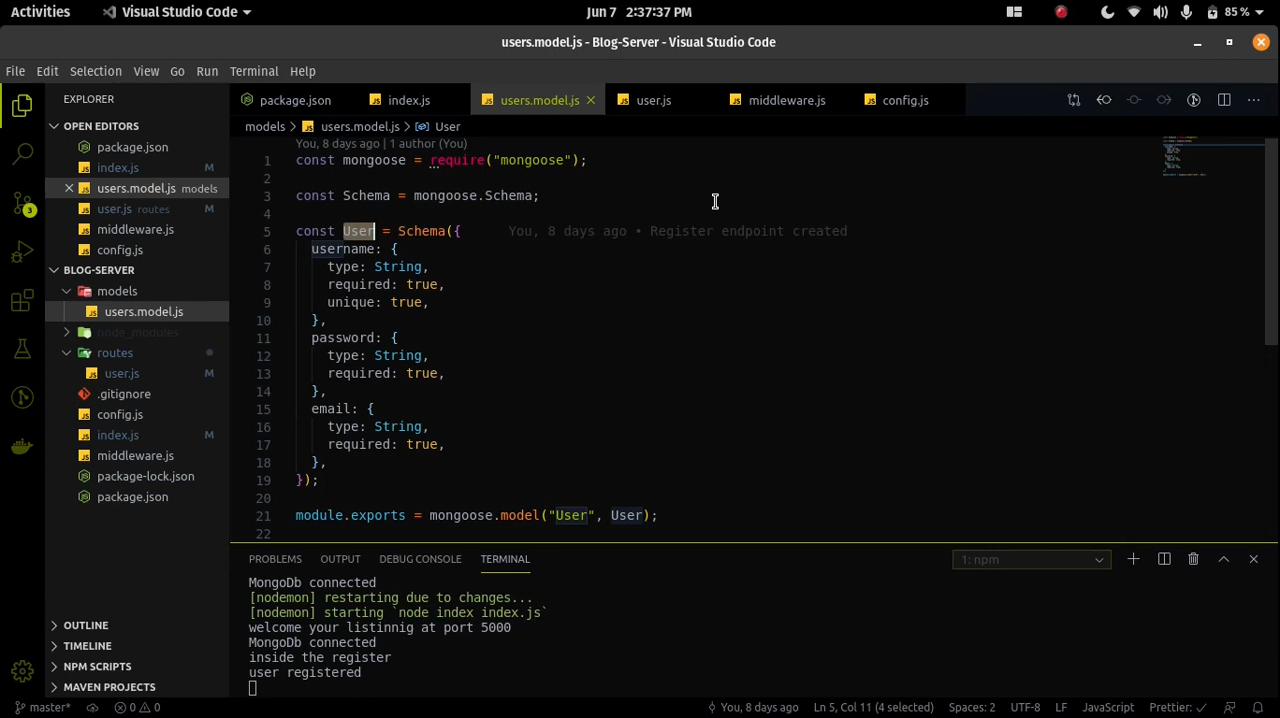 Activities
Visual Studio Code
Jun 7 2:37:37 PM
85 %
users.model.js - Blog-Server - Visual Studio Code
File Edit Selection View Go Run Terminal Help
EXPLORER
OPEN EDITORS
package.json
index.js M
users.model.js models
user.js routes M
middleware.js
config.js
BLOG-SERVER
models
users.model.js
node_modules
routes
user.js M
.gitignore
config.js
index.js M
middleware.js
package-lock.json
package.json
OUTLINE
TIMELINE
NPM SCRIPTS
MAVEN PROJECTS
3
package.json index.js users.model.js user.js middleware.js config.js
models > users.model.js > User
You, 8 days ago | 1 author (You)
1 const mongoose = require("mongoose");
2
3 const Schema = mongoose.Schema;
4
5 const User = Schema({ You, 8 days ago • Register endpoint created
6 username: {
7 type: String,
8 required: true,
9 unique: true,
10 },
11 password: {
12 type: String,
13 required: true,
14 },
15 email: {
16 type: String,
17 required: true,
18 },
19 });
20
21 module.exports = mongoose.model("User", User);
22
PROBLEMS OUTPUT DEBUG CONSOLE TERMINAL
1: npm
MongoDb connected
[nodemon] restarting due to changes...
[nodemon] starting `node index index.js`
welcome your listinnig at port 5000
MongoDb connected
inside the register
user registered
master* 0 0 You, 8 days ago Ln 5, Col 11 (4 selected) Spaces: 2 UTF-8 LF JavaScript Prettier: ✓